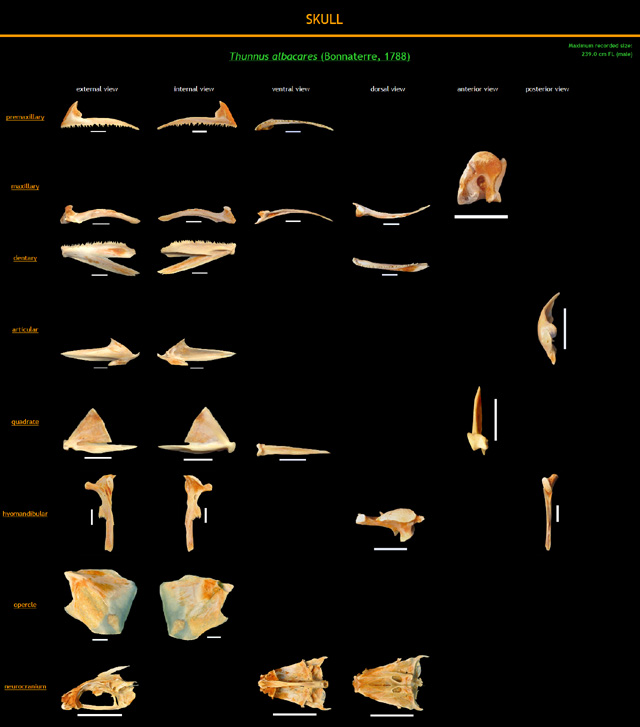 SKULL
Thunnus albacares (Bonnaterre, 1788)
Maximum recorded size:
239.0 cm FL (male)
external view internal view ventral view dorsal view anterior view posterior view
premaxillary
maxillary
dentary
articular
quadrate
hyomandibular
opercle
neurocranium